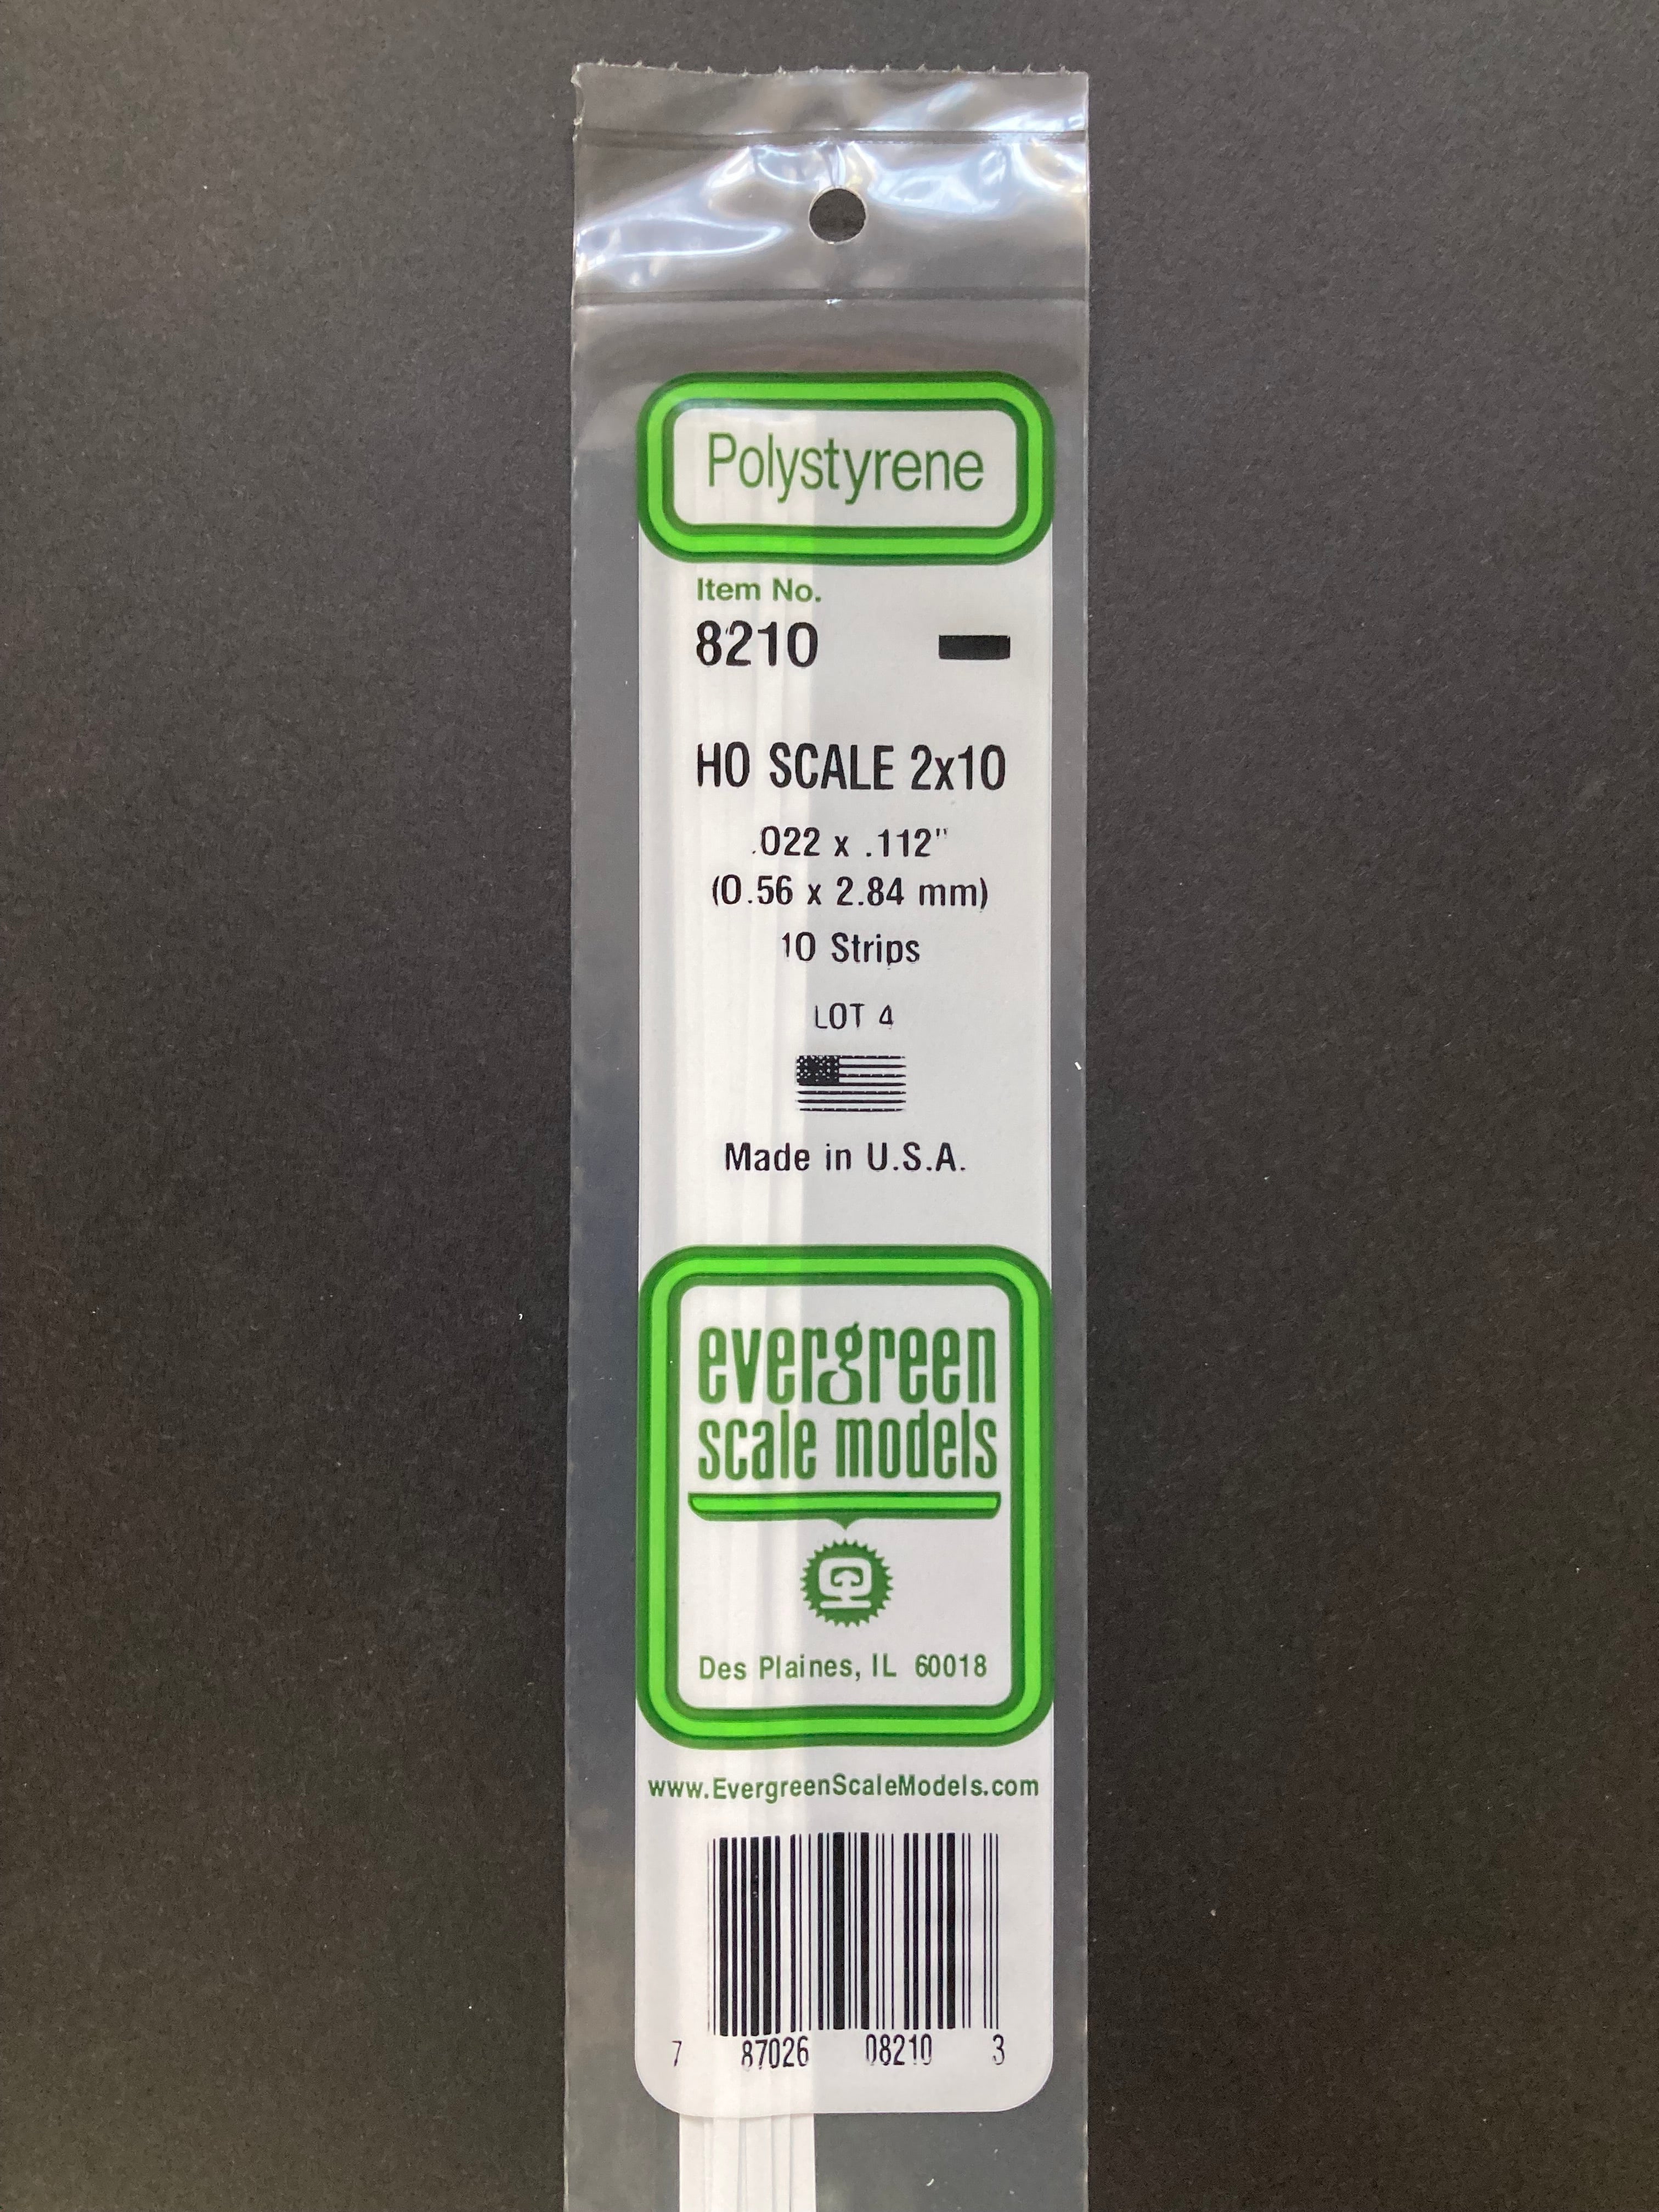 Polystyrene
Item No.
8210
HO SCALE 2x10
.022 x .112"
(0.56 x 2.84 mm)
10 Strips
LOT 4
Made in U.S.A.
evergreen
scale models
Des Plaines, IL 60018
www.EvergreenScaleModels.com
7 87026 08210 3